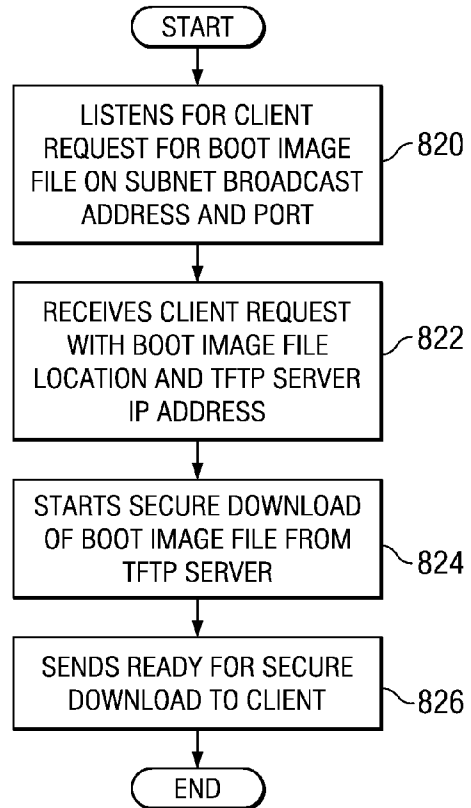 START
LISTENS FOR CLIENT
REQUEST FOR BOOT IMAGE
FILE ON SUBNET BROADCAST
ADDRESS AND PORT
820
RECEIVES CLIENT REQUEST
WITH BOOT IMAGE FILE
LOCATION AND TFTP SERVER
IP ADDRESS
822
STARTS SECURE DOWNLOAD
OF BOOT IMAGE FILE FROM
TFTP SERVER
824
SENDS READY FOR SECURE
DOWNLOAD TO CLIENT
826
END